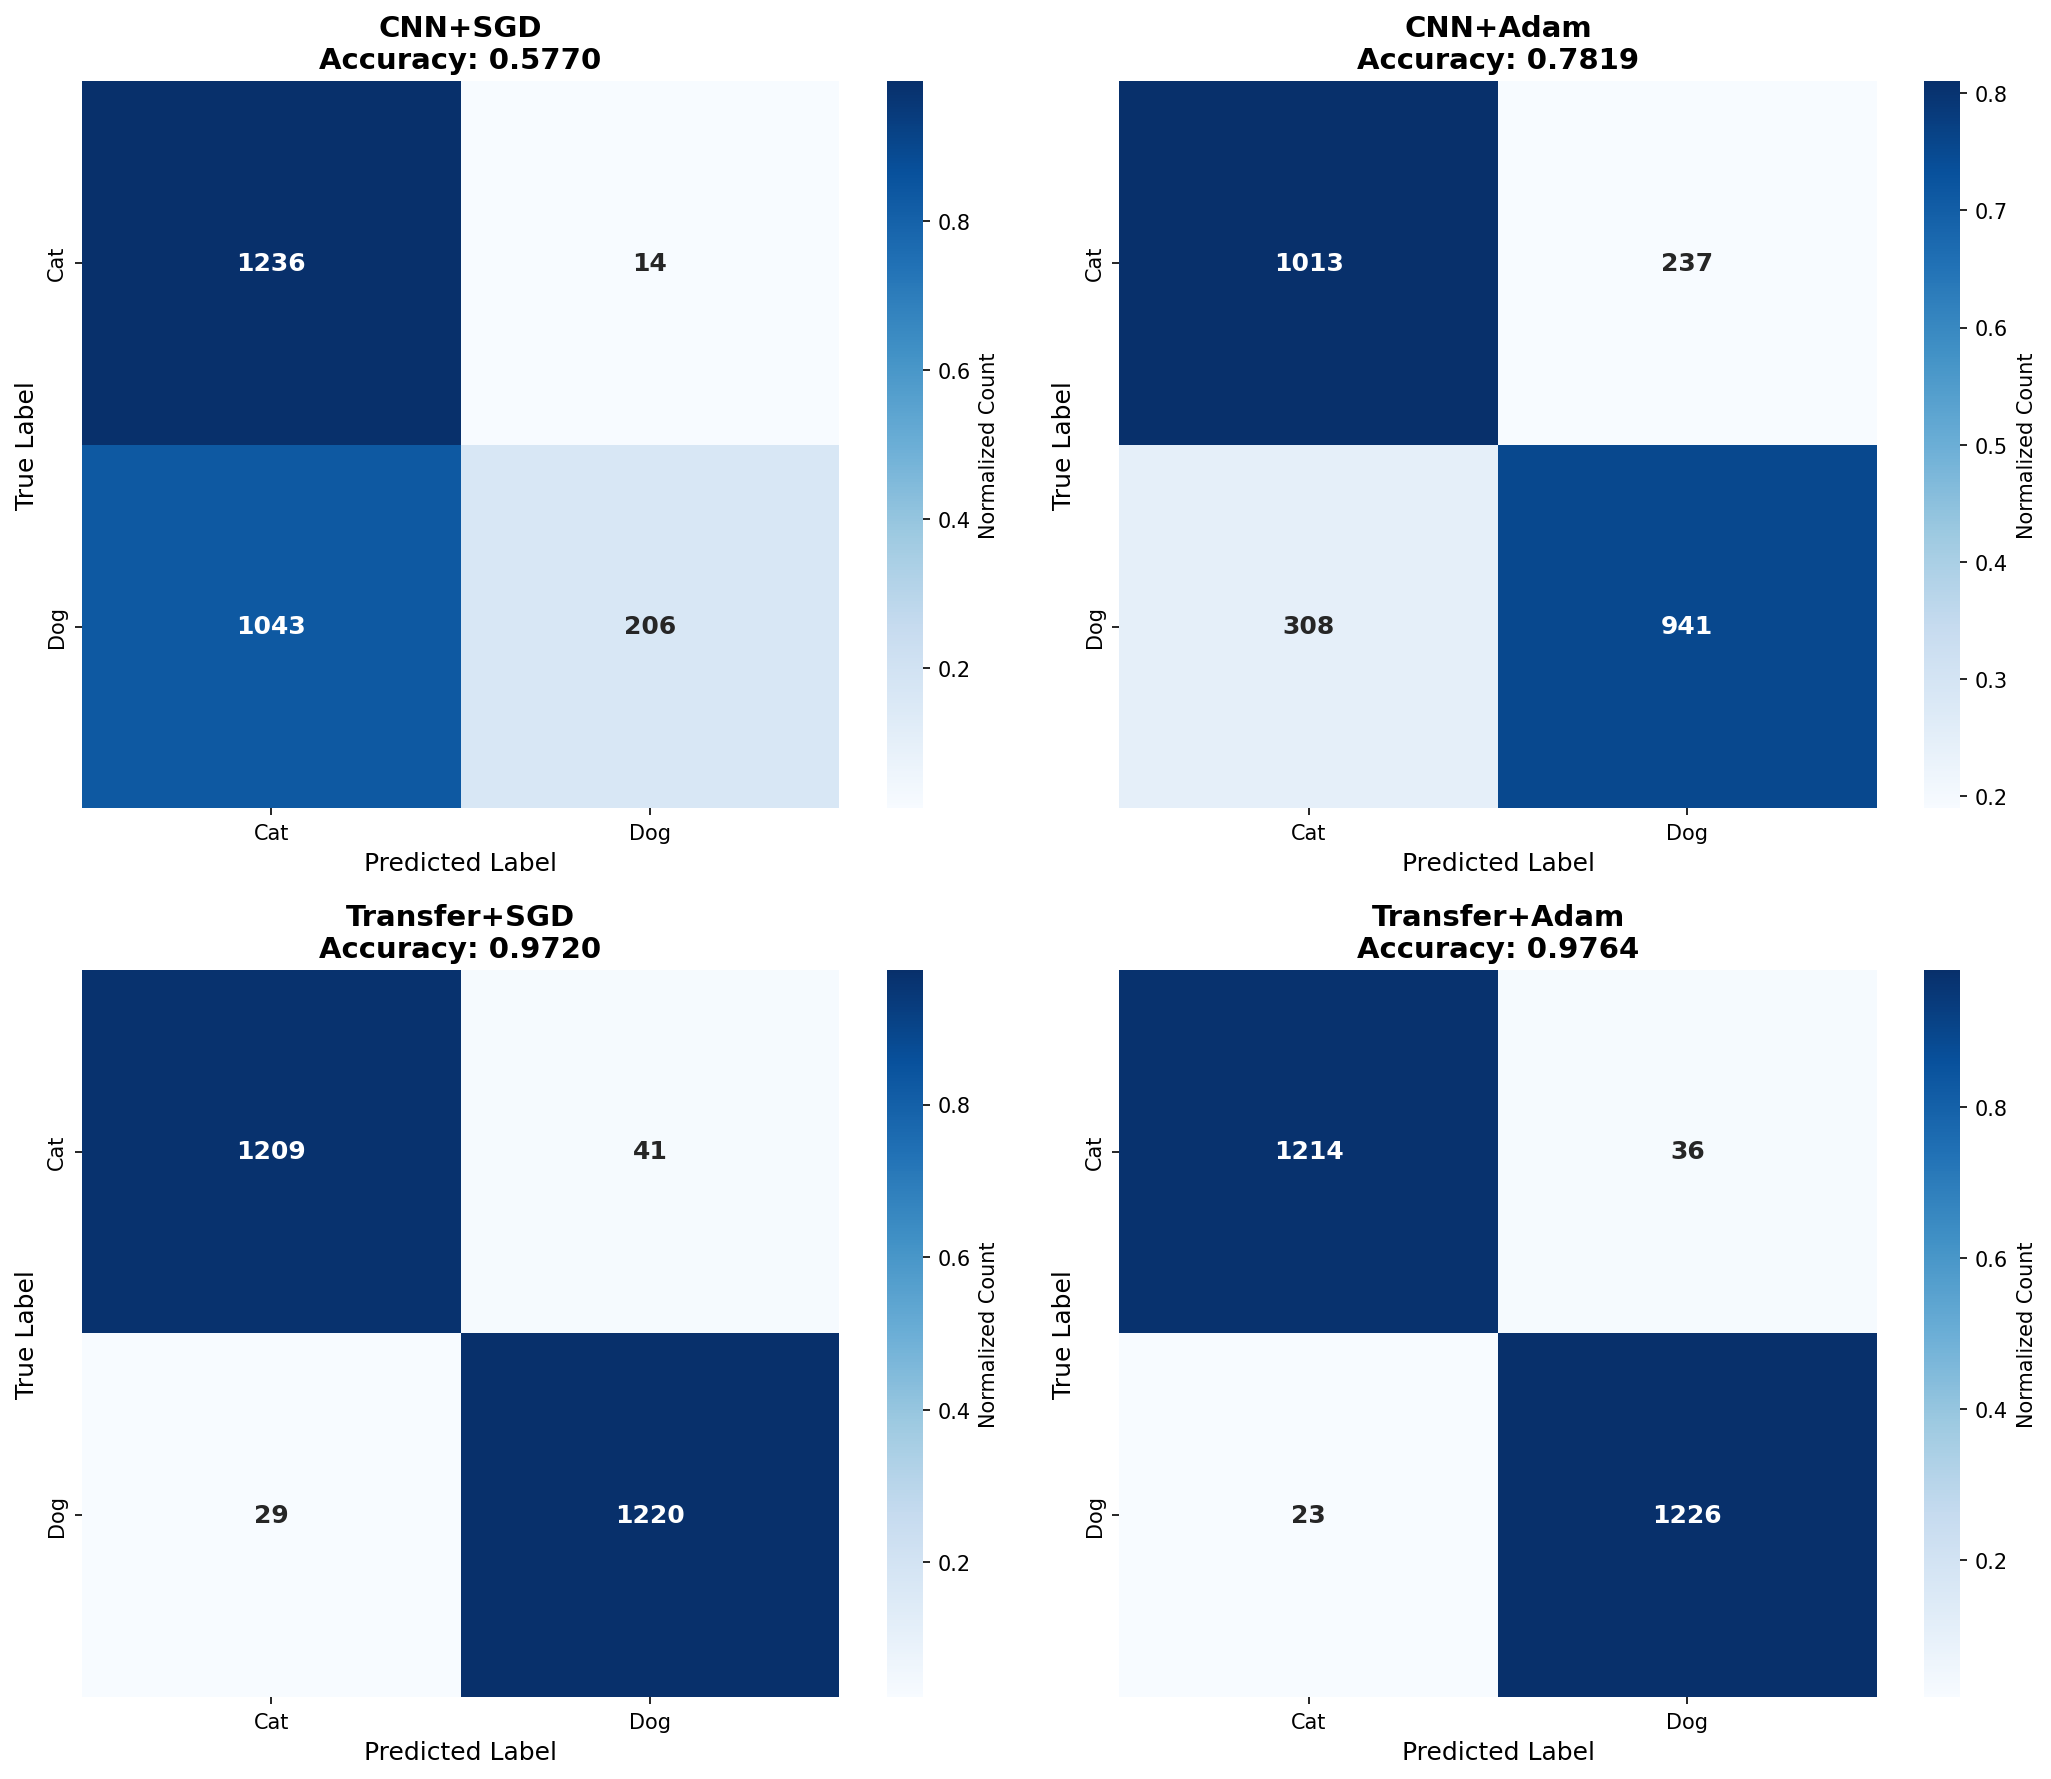 CNN+SGD
Accuracy: 0.5770
True Label
Cat
Dog
1236
14
1043
206
Cat
Dog
Predicted Label
0.8
0.6
0.4
0.2
Normalized Count
CNN+Adam
Accuracy: 0.7819
True Label
Cat
Dog
1013
237
308
941
Cat
Dog
Predicted Label
0.8
0.7
0.6
0.5
0.4
0.3
0.2
Normalized Count
Transfer+SGD
Accuracy: 0.9720
True Label
Cat
Dog
1209
41
29
1220
Cat
Dog
Predicted Label
0.8
0.6
0.4
0.2
Normalized Count
Transfer+Adam
Accuracy: 0.9764
True Label
Cat
Dog
1214
36
23
1226
Cat
Dog
Predicted Label
0.8
0.6
0.4
0.2
Normalized Count